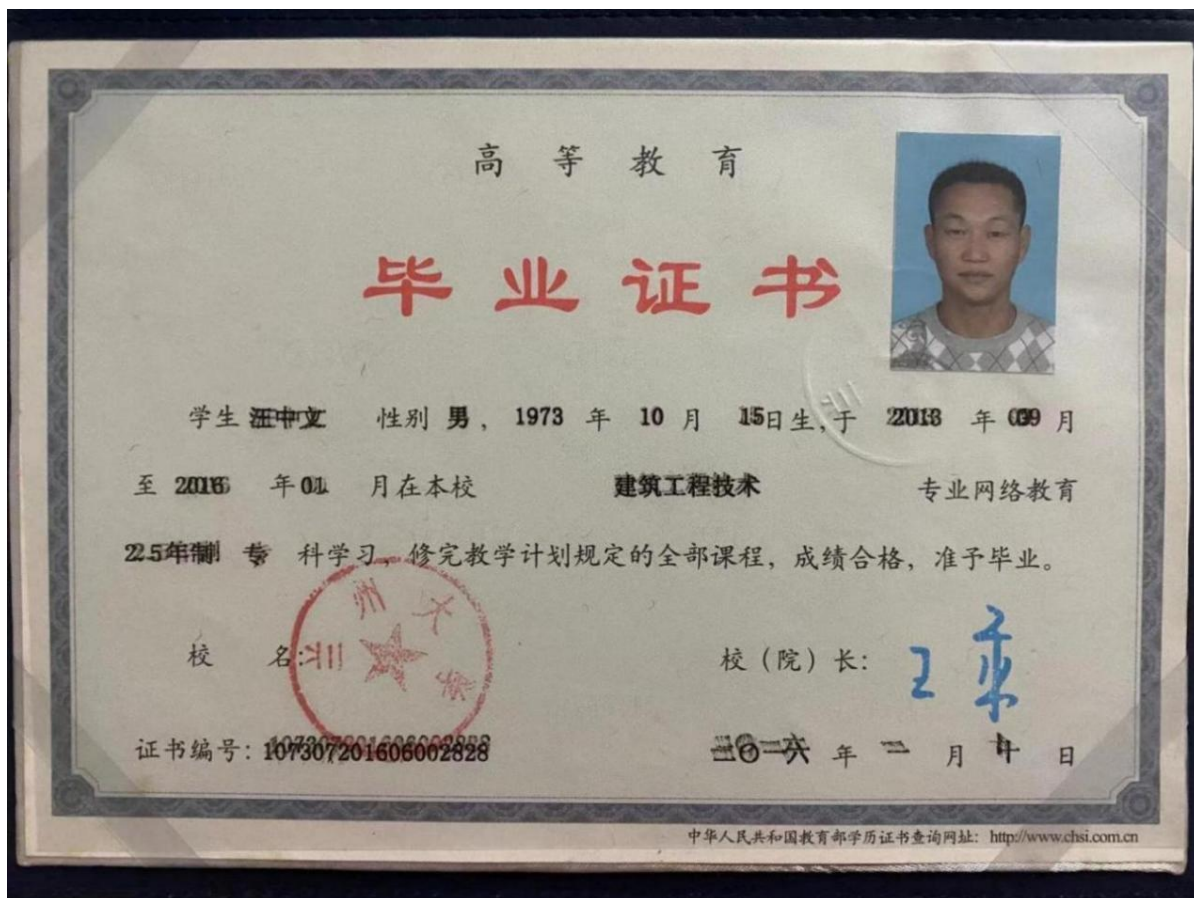 高等教育
毕业证书
学生 汪中文 性别 男，1973 年 10 月 15日生，于 2013 年 09 月
至 2016 年 01 月在本校 建筑工程技术 专业网络教育
2.5年制 专 科学习，修完教学计划规定的全部课程，成绩合格，准予毕业。
校 名： 校（院）长：
兰州大学
证书编号：107307201606002828 二〇一六 年 一 月 十 日
中华人民共和国教育部学历证书查询网址：http://www.chsi.com.cn